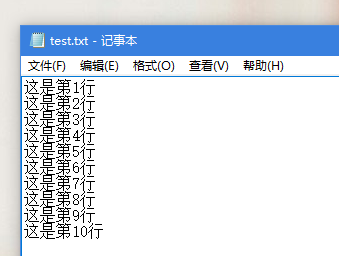 test.txt - 记事本
文件(F) 编辑(E) 格式(O) 查看(V) 帮助(H)
这是第1行
这是第2行
这是第3行
这是第4行
这是第5行
这是第6行
这是第7行
这是第8行
这是第9行
这是第10行